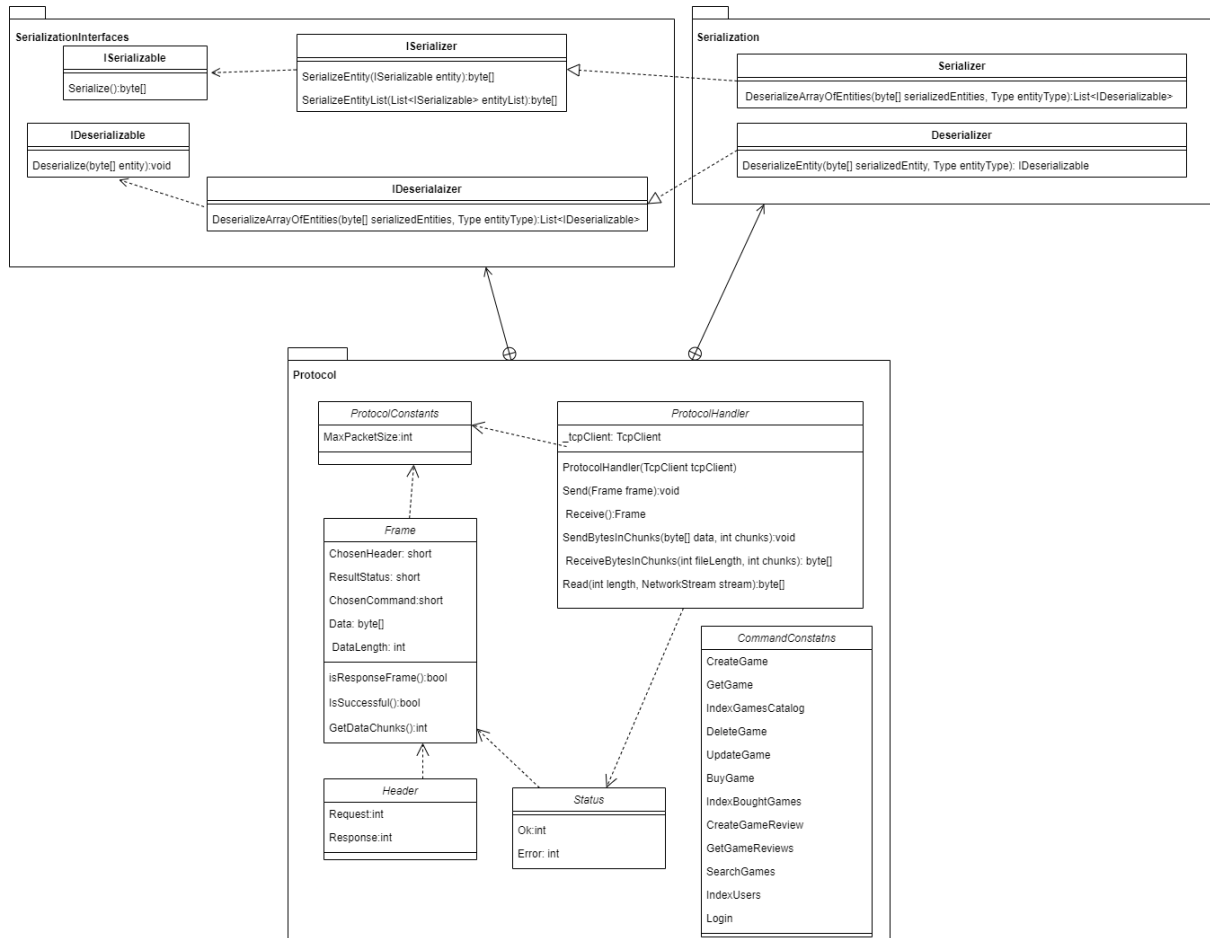 SerializationInterfaces
ISerializable
Serialize():byte[]
ISerializer
SerializeEntity(ISerializable entity):byte[]
SerializeEntityList(List<ISerializable> entityList):byte[]
IDeserializable
Deserialize(byte[] entity):void
IDeserialaizer
DeserializeArrayOfEntities(byte[] serializedEntities, Type entityType):List<IDeserializable>
Serialization
Serializer
DeserializeArrayOfEntities(byte[] serializedEntities, Type entityType):List<IDeserializable>
Deserializer
DeserializeEntity(byte[] serializedEntity, Type entityType): IDeserializable
Protocol
ProtocolConstants
MaxPacketSize:int
ProtocolHandler
_tcpClient: TcpClient
ProtocolHandler(TcpClient tcpClient)
Send(Frame frame):void
Receive():Frame
SendBytesInChunks(byte[] data, int chunks):void
ReceiveBytesInChunks(int fileLength, int chunks): byte[]
Read(int length, NetworkStream stream):byte[]
Frame
ChosenHeader: short
ResultStatus: short
ChosenCommand:short
Data: byte[]
DataLength: int
isResponseFrame():bool
IsSuccessful():bool
GetDataChunks():int
Header
Request:int
Response:int
Status
Ok:int
Error: int
CommandConstatns
CreateGame
GetGame
IndexGamesCatalog
DeleteGame
UpdateGame
BuyGame
IndexBoughtGames
CreateGameReview
GetGameReviews
SearchGames
IndexUsers
Login